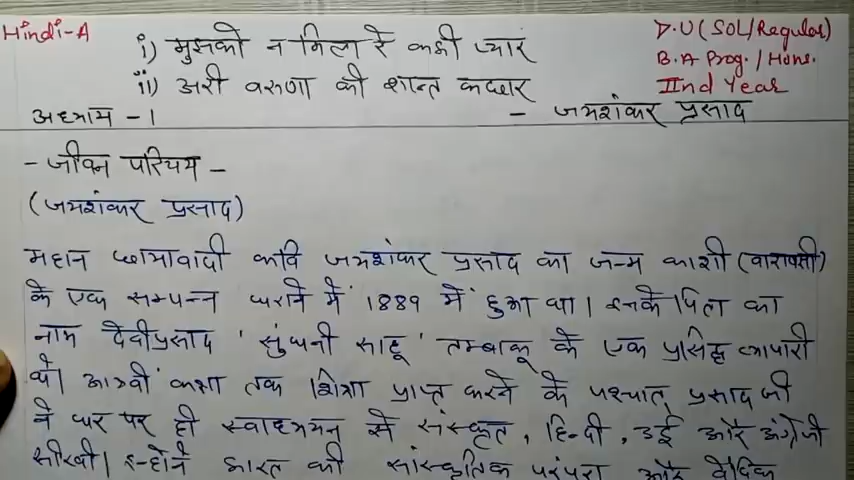 Hindi-A
i) मुझको न मिला रे कभी प्यार
D.U (SOL/Regular)
B.A Prog. / Hons.
IInd Year
ii) अरी वरुणा की शान्त कछार
अध्याय - 1
- जयशंकर प्रसाद
- जीवन परिचय -
(जयशंकर प्रसाद)
महान छायावादी कवि जयशंकर प्रसाद का जन्म काशी (वाराणसी)
के एक सम्पन्न घराने में 1889 में हुआ था। इनके पिता का
नाम देवीप्रसाद 'सुंघनी साहू' तम्बाकू के एक प्रसिद्ध व्यापारी
थे। आठवीं कक्षा तक शिक्षा प्राप्त करने के पश्चात् प्रसाद जी
ने घर पर ही स्वाध्ययन से संस्कृत, हिन्दी, उर्दू और अंग्रेजी
सीखी। इन्होंने भारत की सांस्कृतिक परंपरा और वैदिक